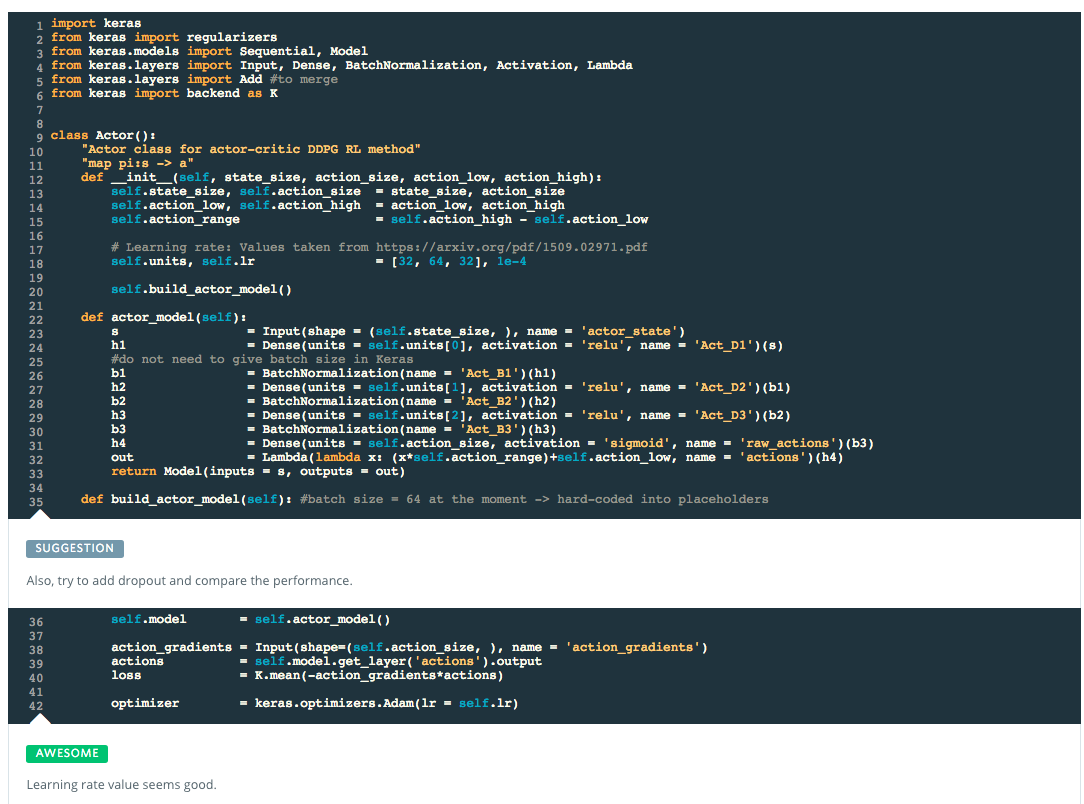 1 import keras
2 from keras import regularizers
3 from keras.models import Sequential, Model
4 from keras.layers import Input, Dense, BatchNormalization, Activation, Lambda
5 from keras.layers import Add #to merge
6 from keras import backend as K
7
8
9 class Actor():
10     "Actor class for actor-critic DDPG RL method"
11     "map pi:s -> a"
12     def __init__(self, state_size, action_size, action_low, action_high):
13         self.state_size, self.action_size  = state_size, action_size
14         self.action_low, self.action_high  = action_low, action_high
15         self.action_range                  = self.action_high - self.action_low
16
17         # Learning rate: Values taken from https://arxiv.org/pdf/1509.02971.pdf
18         self.units, self.lr                = [32, 64, 32], 1e-4
19
20         self.build_actor_model()
21
22     def actor_model(self):
23         s                 = Input(shape = (self.state_size, ), name = 'actor_state')
24         h1                = Dense(units = self.units[0], activation = 'relu', name = 'Act_D1')(s)
25         #do not need to give batch size in Keras
26         b1                = BatchNormalization(name = 'Act_B1')(h1)
27         h2                = Dense(units = self.units[1], activation = 'relu', name = 'Act_D2')(b1)
28         b2                = BatchNormalization(name = 'Act_B2')(h2)
29         h3                = Dense(units = self.units[2], activation = 'relu', name = 'Act_D3')(b2)
30         b3                = BatchNormalization(name = 'Act_B3')(h3)
31         h4                = Dense(units = self.action_size, activation = 'sigmoid', name = 'raw_actions')(b3)
32         out               = Lambda(lambda x: (x*self.action_range)+self.action_low, name = 'actions')(h4)
33         return Model(inputs = s, outputs = out)
34
35     def build_actor_model(self): #batch size = 64 at the moment -> hard-coded into placeholders
SUGGESTION
Also, try to add dropout and compare the performance.
36         self.model       = self.actor_model()
37
38         action_gradients = Input(shape=(self.action_size, ), name = 'action_gradients')
39         actions          = self.model.get_layer('actions').output
40         loss             = K.mean(-action_gradients*actions)
41
42         optimizer        = keras.optimizers.Adam(lr = self.lr)
AWESOME
Learning rate value seems good.